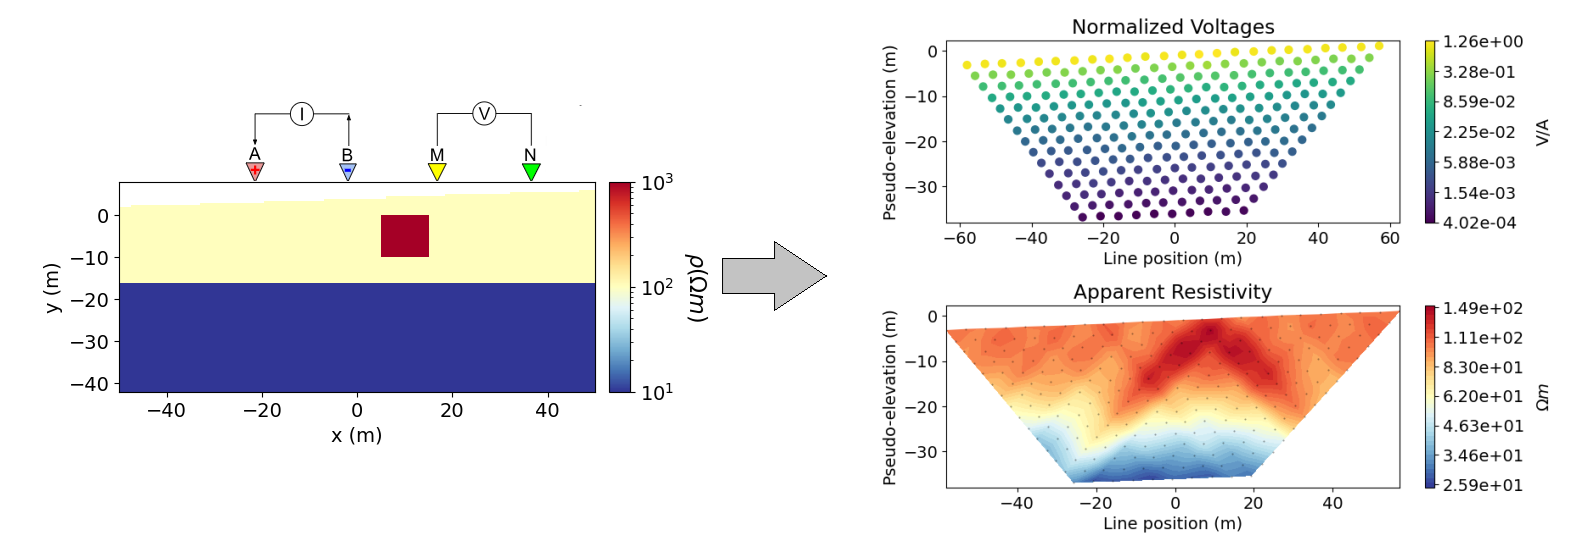 I
V
A
B
M
N
+
-
0
−10
−20
−30
−40
y (m)
−40
−20
0
20
40
x (m)
10³
10²
10¹
ρ(Ωm)
Normalized Voltages
0
−10
−20
−30
Pseudo-elevation (m)
−60
−40
−20
0
20
40
60
Line position (m)
1.26e+00
3.28e-01
8.59e-02
2.25e-02
5.88e-03
1.54e-03
4.02e-04
V/A
Apparent Resistivity
0
−10
−20
−30
Pseudo-elevation (m)
−40
−20
0
20
40
Line position (m)
1.49e+02
1.11e+02
8.30e+01
6.20e+01
4.63e+01
3.46e+01
2.59e+01
Ωm